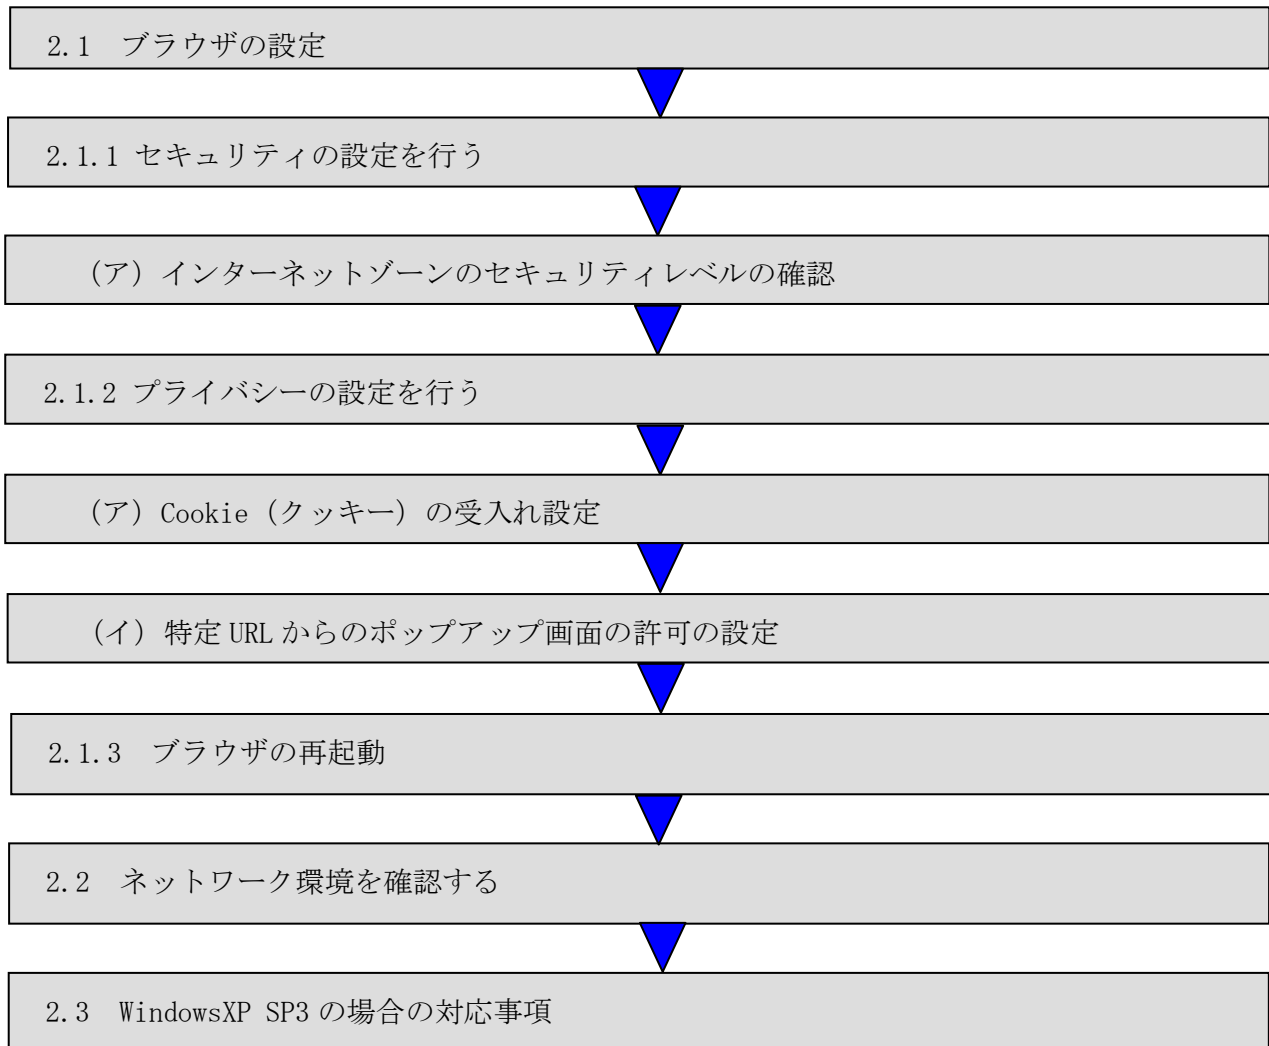 2.1　ブラウザの設定
2.1.1 セキュリティの設定を行う
（ア）インターネットゾーンのセキュリティレベルの確認
2.1.2 プライバシーの設定を行う
（ア）Cookie（クッキー）の受入れ設定
（イ）特定 URL からのポップアップ画面の許可の設定
2.1.3　ブラウザの再起動
2.2　ネットワーク環境を確認する
2.3　WindowsXP SP3 の場合の対応事項